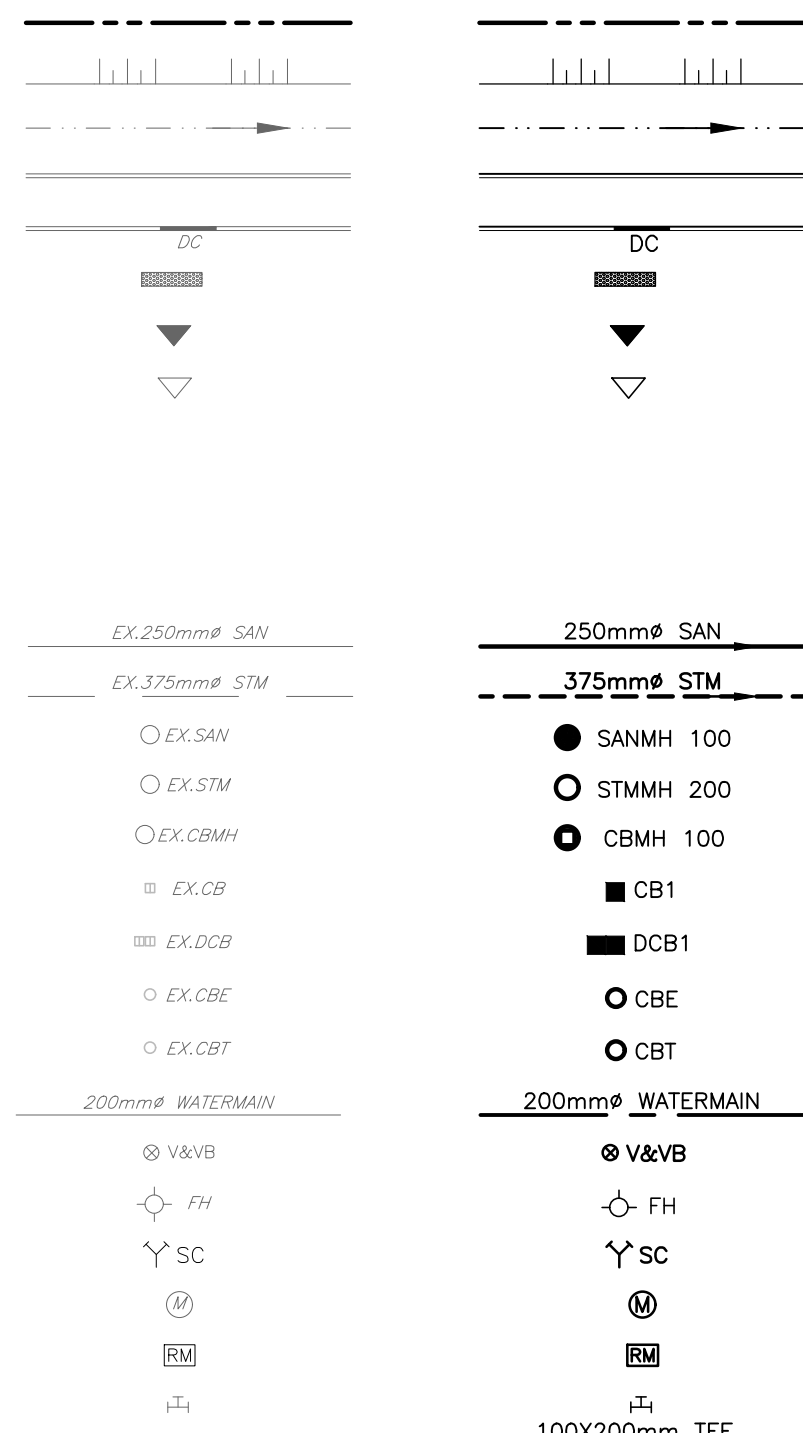 DC DC
EX.250mmø SAN 250mmø SAN
EX.375mmø STM 375mmø STM
EX.SAN SANMH 100
EX.STM STMMH 200
EX.CBMH CBMH 100
EX.CB CB1
EX.DCB DCB1
EX.CBE CBE
EX.CBT CBT
200mmø WATERMAIN 200mmø WATERMAIN
V&VB V&VB
FH FH
SC SC
M M
RM RM
100X200mm TEE